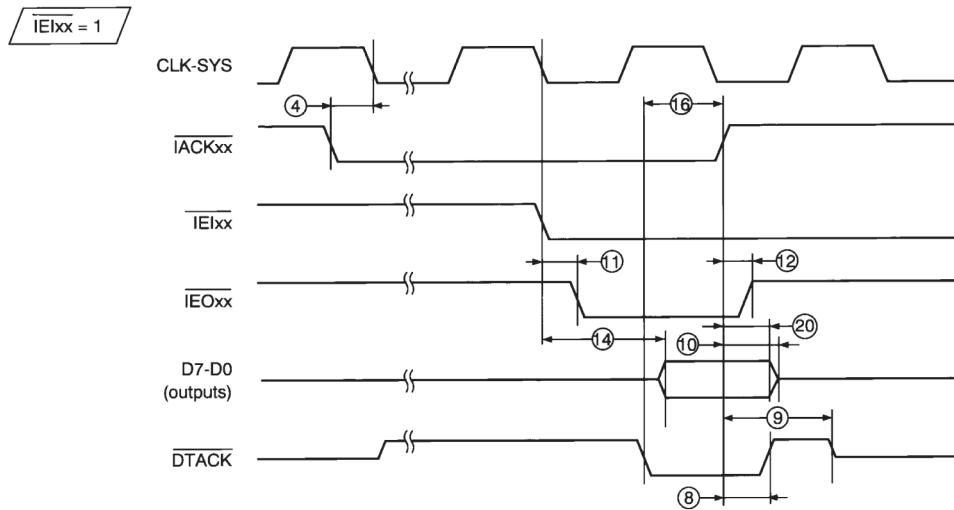 IEIxx = 1
CLK-SYS
4
16
IACKxx
IEIxx
11
12
IEOxx
20
14
10
D7-D0
(outputs)
9
DTACK
8